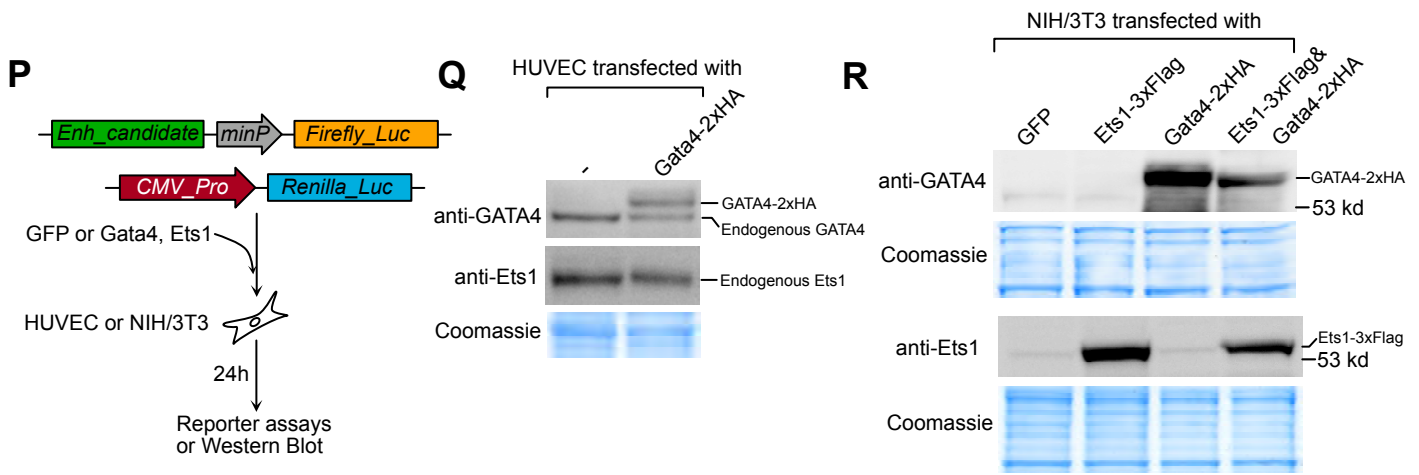 P
Enh_candidate minP Firefly_Luc
CMV_Pro Renilla_Luc
GFP or Gata4, Ets1
HUVEC or NIH/3T3
24h
Reporter assays
or Western Blot
Q
HUVEC transfected with
-
Gata4-2xHA
anti-GATA4
GATA4-2xHA
Endogenous GATA4
anti-Ets1
Endogenous Ets1
Coomassie
R
NIH/3T3 transfected with
GFP
Ets1-3xFlag
Gata4-2xHA
Ets1-3xFlag&
Gata4-2xHA
anti-GATA4
GATA4-2xHA
53 kd
Coomassie
anti-Ets1
Ets1-3xFlag
53 kd
Coomassie